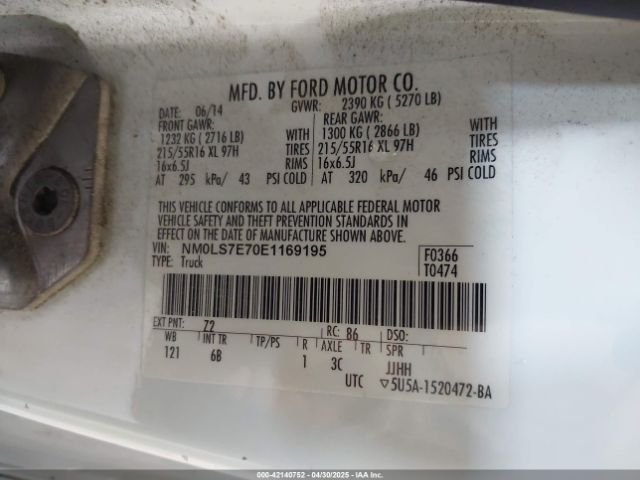 MFD. BY FORD MOTOR CO.
DATE: 06/14 GVWR: 2390 KG ( 5270 LB)
FRONT GAWR: REAR GAWR:
1232 KG ( 2716 LB) WITH 1300 KG ( 2866 LB) WITH
215/55R16 XL 97H TIRES 215/55R16 XL 97H TIRES
16x6.5J RIMS 16x6.5J RIMS
AT 295 kPa/ 43 PSI COLD AT 320 kPa/ 46 PSI COLD
THIS VEHICLE CONFORMS TO ALL APPLICABLE FEDERAL MOTOR
VEHICLE SAFETY AND THEFT PREVENTION STANDARDS IN
EFFECT ON THE DATE OF MANUFACTURE SHOWN ABOVE.
VIN: NM0LS7E70E1169195 F0366
TYPE: Truck T0474
EXT PNT: Z2 RC: 86 DSO:
WB INT TR TP/PS R AXLE TR SPR
121 6B 1 3C JJHH
UTC ▽5U5A-1520472-BA
000-42140752 - 04/30/2025 - IAA Inc.